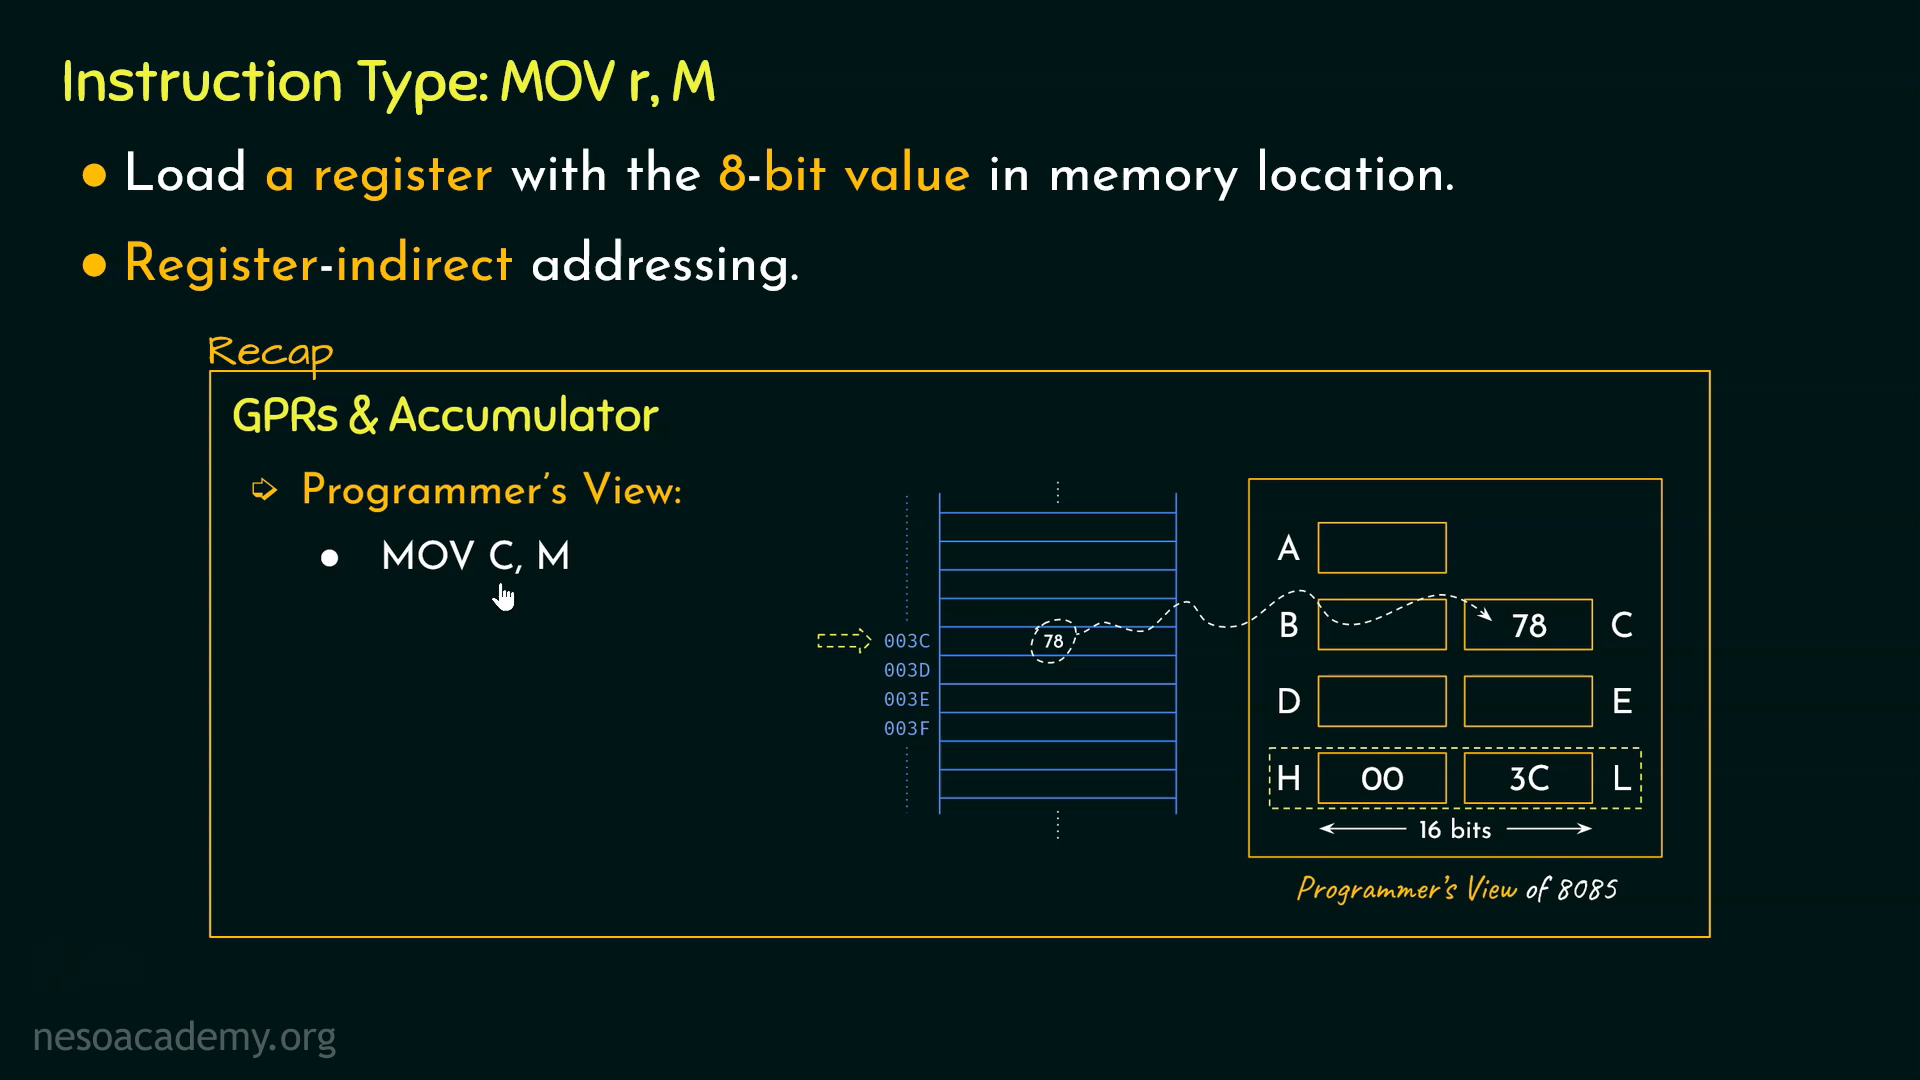 Instruction Type: MOV r, M
● Load a register with the 8-bit value in memory location.
● Register-indirect addressing.
Recap
GPRs & Accumulator
➩ Programmer's View:
● MOV C, M
A
003C 78
B 78 C
003D
003E
003F
D E
H 00 3C L
16 bits
Programmer's View of 8085
nesoacademy.org